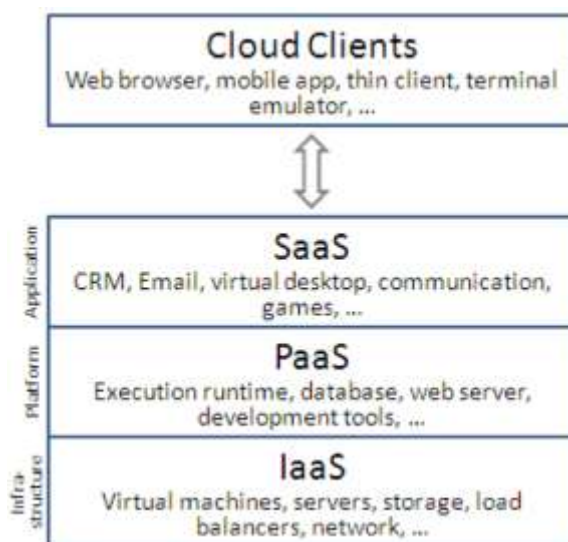 Cloud Clients
Web browser, mobile app, thin client, terminal
emulator, ...
Application
SaaS
CRM, Email, virtual desktop, communication,
games, ...
Platform
PaaS
Execution runtime, database, web server,
development tools, ...
Infra-
structure
IaaS
Virtual machines, servers, storage, load
balancers, network, ...